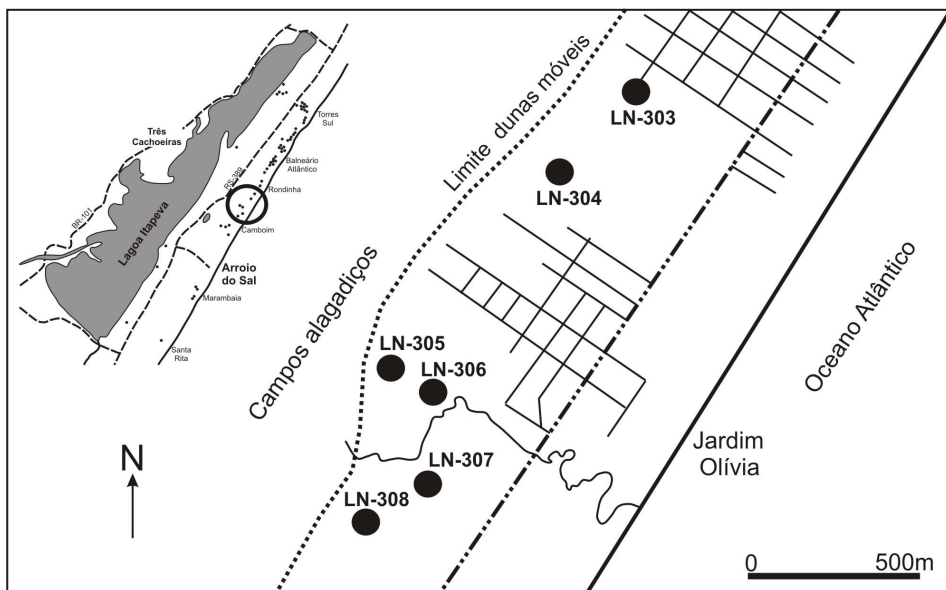 Três
Cachoeiras
BR-101
Lagoa Itapeva
RS-389
Torres
Sul
Balneário
Atlântico
Rondinha
Camboim
Arroio
do Sal
Marambaia
Santa
Rita
N
Campos alagadiços
Limite dunas móveis
LN-303
LN-304
LN-305
LN-306
LN-307
LN-308
Jardim
Olívia
Oceano Atlântico
0 500m